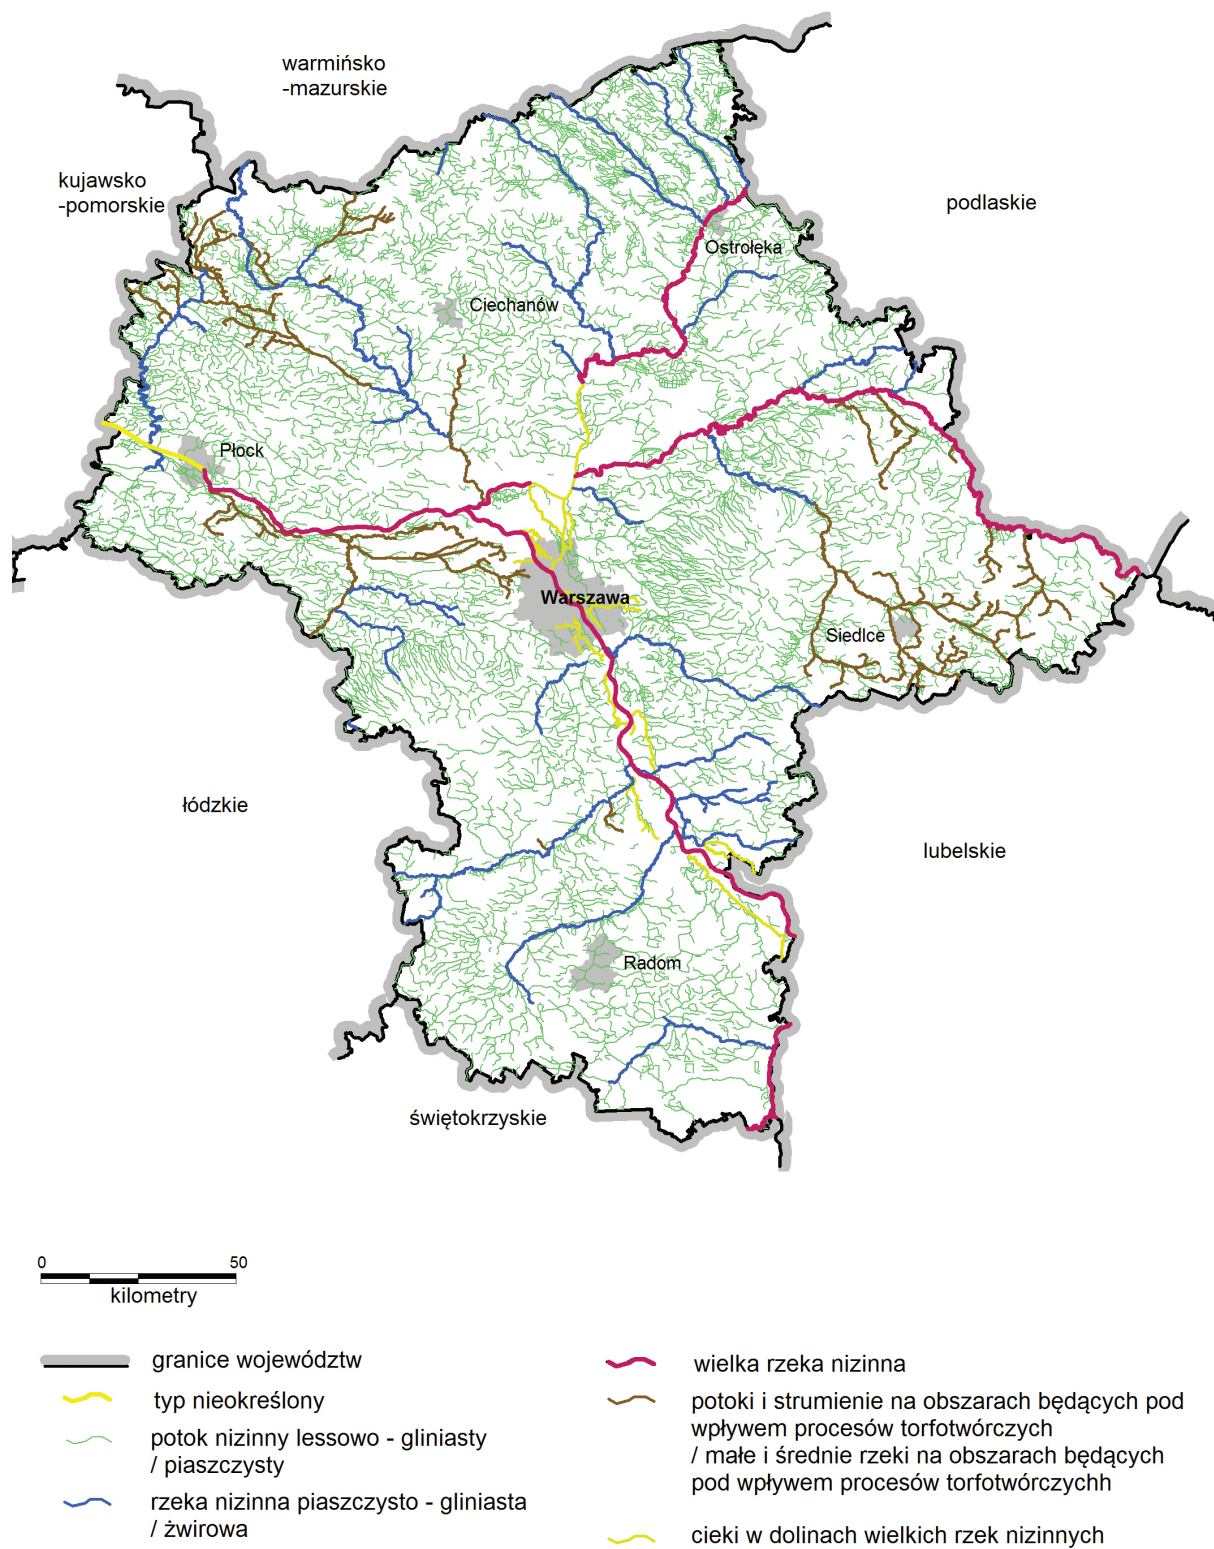 warmińsko
-mazurskie
kujawsko
-pomorskie
podlaskie
Ostrołęka
Ciechanów
Płock
Warszawa
Siedlce
łódzkie
lubelskie
Radom
świętokrzyskie
0 50
kilometry
granice województw
typ nieokreślony
potok nizinny lessowo - gliniasty
/ piaszczysty
rzeka nizinna piaszczysto - gliniasta
/ żwirowa
wielka rzeka nizinna
potoki i strumienie na obszarach będących pod
wpływem procesów torfotwórczych
/ małe i średnie rzeki na obszarach będących
pod wpływem procesów torfotwórczychh
cieki w dolinach wielkich rzek nizinnych